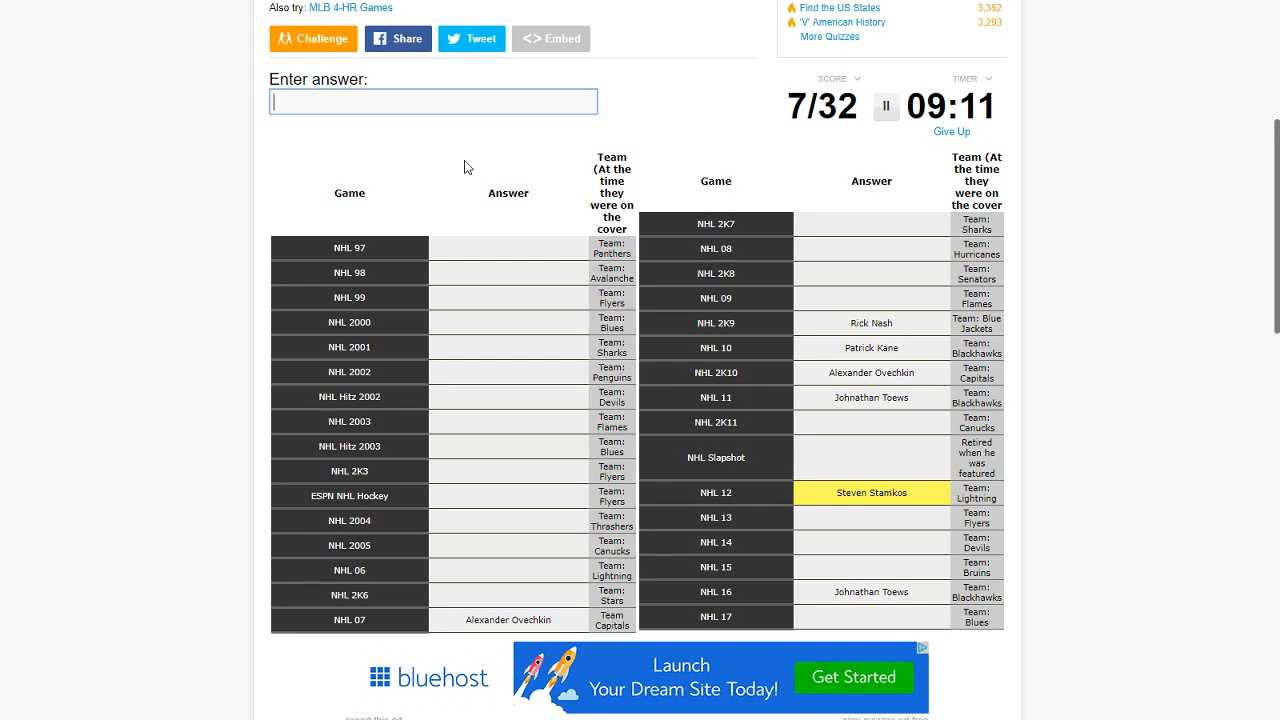 Also try: MLB 4-HR Games
Challenge
Share
Tweet
<> Embed
Find the US States 3,352
'V' American History 3,293
More Quizzes
Enter answer:
SCORE
TIMER
7/32
09:11
Give Up
Game
Answer
Team
(At the
time
they
were on
the
cover
NHL 97 Team: Panthers
NHL 98 Team: Avalanche
NHL 99 Team: Flyers
NHL 2000 Team: Blues
NHL 2001 Team: Sharks
NHL 2002 Team: Penguins
NHL Hitz 2002 Team: Devils
NHL 2003 Team: Flames
NHL Hitz 2003 Team: Blues
NHL 2K3 Team: Flyers
ESPN NHL Hockey Team: Flyers
NHL 2004 Team: Thrashers
NHL 2005 Team: Canucks
NHL 06 Team: Lightning
NHL 2K6 Team: Stars
NHL 07 Alexander Ovechkin Team Capitals
Game
Answer
Team (At
the time
they
were on
the cover
NHL 2K7 Team: Sharks
NHL 08 Team: Hurricanes
NHL 2K8 Team: Senators
NHL 09 Team: Flames
NHL 2K9 Rick Nash Team: Blue Jackets
NHL 10 Patrick Kane Team: Blackhawks
NHL 2K10 Alexander Ovechkin Team: Capitals
NHL 11 Johnathan Toews Team: Blackhawks
NHL 2K11 Team: Canucks
NHL Slapshot Retired when he was featured
NHL 12 Steven Stamkos Team: Lightning
NHL 13 Team: Flyers
NHL 14 Team: Devils
NHL 15 Team: Bruins
NHL 16 Johnathan Toews Team: Blackhawks
NHL 17 Team: Blues
bluehost
Launch
Your Dream Site Today!
Get Started
report this ad
play quizzes ad free